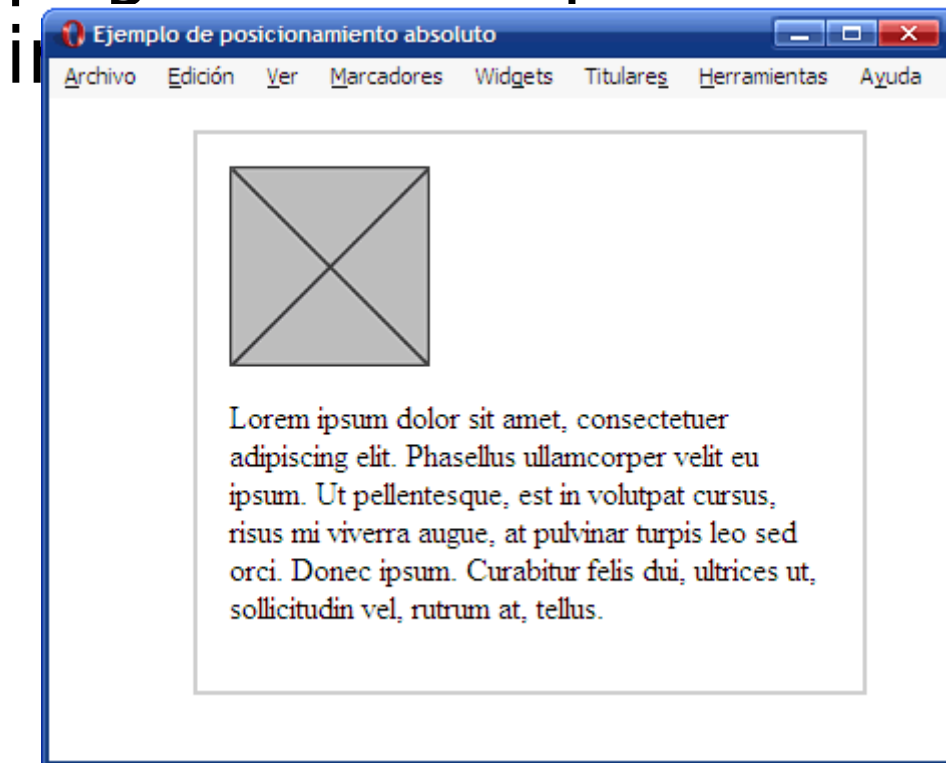 Ejemplo de posicionamiento absoluto
Archivo Edición Ver Marcadores Widgets Titulares Herramientas Ayuda
Lorem ipsum dolor sit amet, consectetuer
adipiscing elit. Phasellus ullamcorper velit eu
ipsum. Ut pellentesque, est in volutpat cursus,
risus mi viverra augue, at pulvinar turpis leo sed
orci. Donec ipsum. Curabitur felis dui, ultrices ut,
sollicitudin vel, rutrum at, tellus.